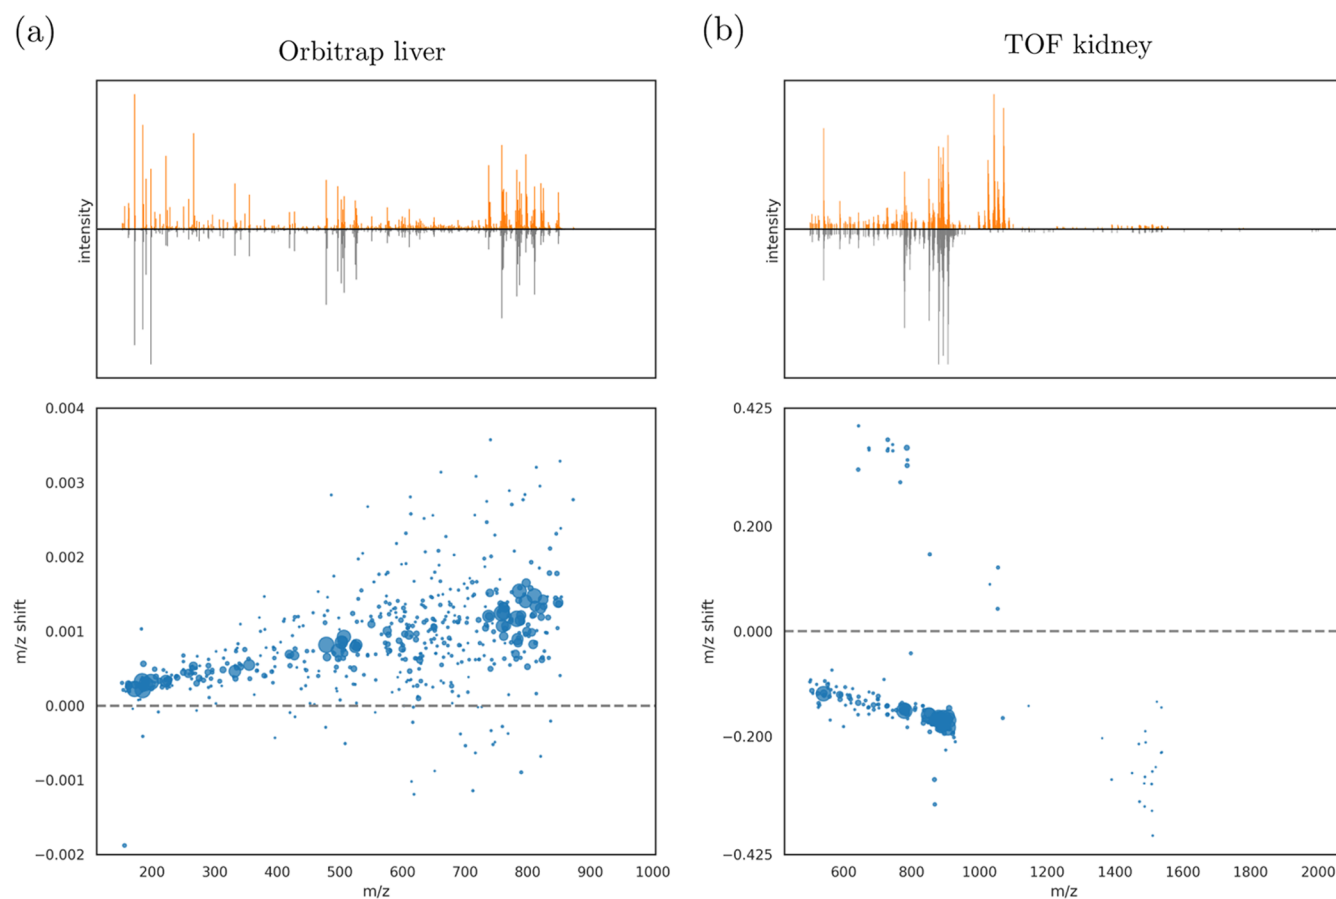 (a)
Orbitrap liver
intensity
0.004
0.003
0.002
0.001
0.000
−0.001
−0.002
m/z shift
200 300 400 500 600 700 800 900 1000
m/z
(b)
TOF kidney
intensity
0.425
0.200
0.000
−0.200
−0.425
m/z shift
600 800 1000 1200 1400 1600 1800 2000
m/z